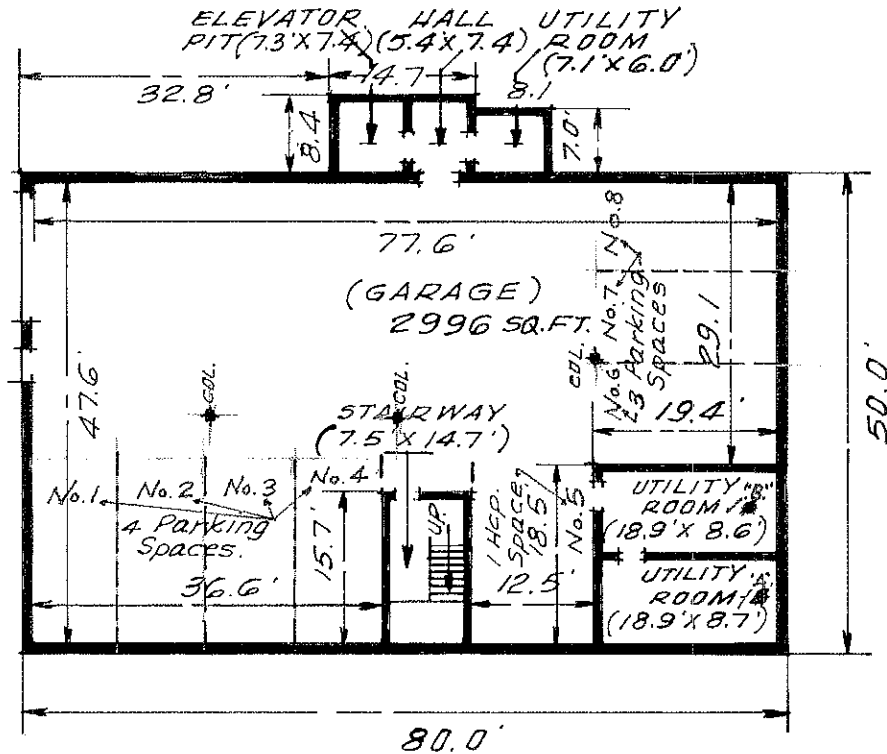 ELEVATOR HALL UTILITY
PIT(7.3'X7.4) (5.4X7.4) ROOM
(7.1'X6.0')
32.8'
14.7
8.1
8.4
7.0'
77.6'
(GARAGE)
2996 SQ.FT.
No.6 No.7 No.8
3 Parking
Spaces
29.1
19.4'
47.6'
50.0'
COL.
COL.
COL.
STAIRWAY
(7.5'X14.7')
No.1 No.2 No.3 No.4
4 Parking
Spaces.
36.6'
15.7'
UP.
1 Hcp.
Space,
18.5'
No.5
12.5'
UTILITY "B"
ROOM
(18.9'X8.6')
UTILITY "A"
ROOM
(18.9'X8.7')
80.0'